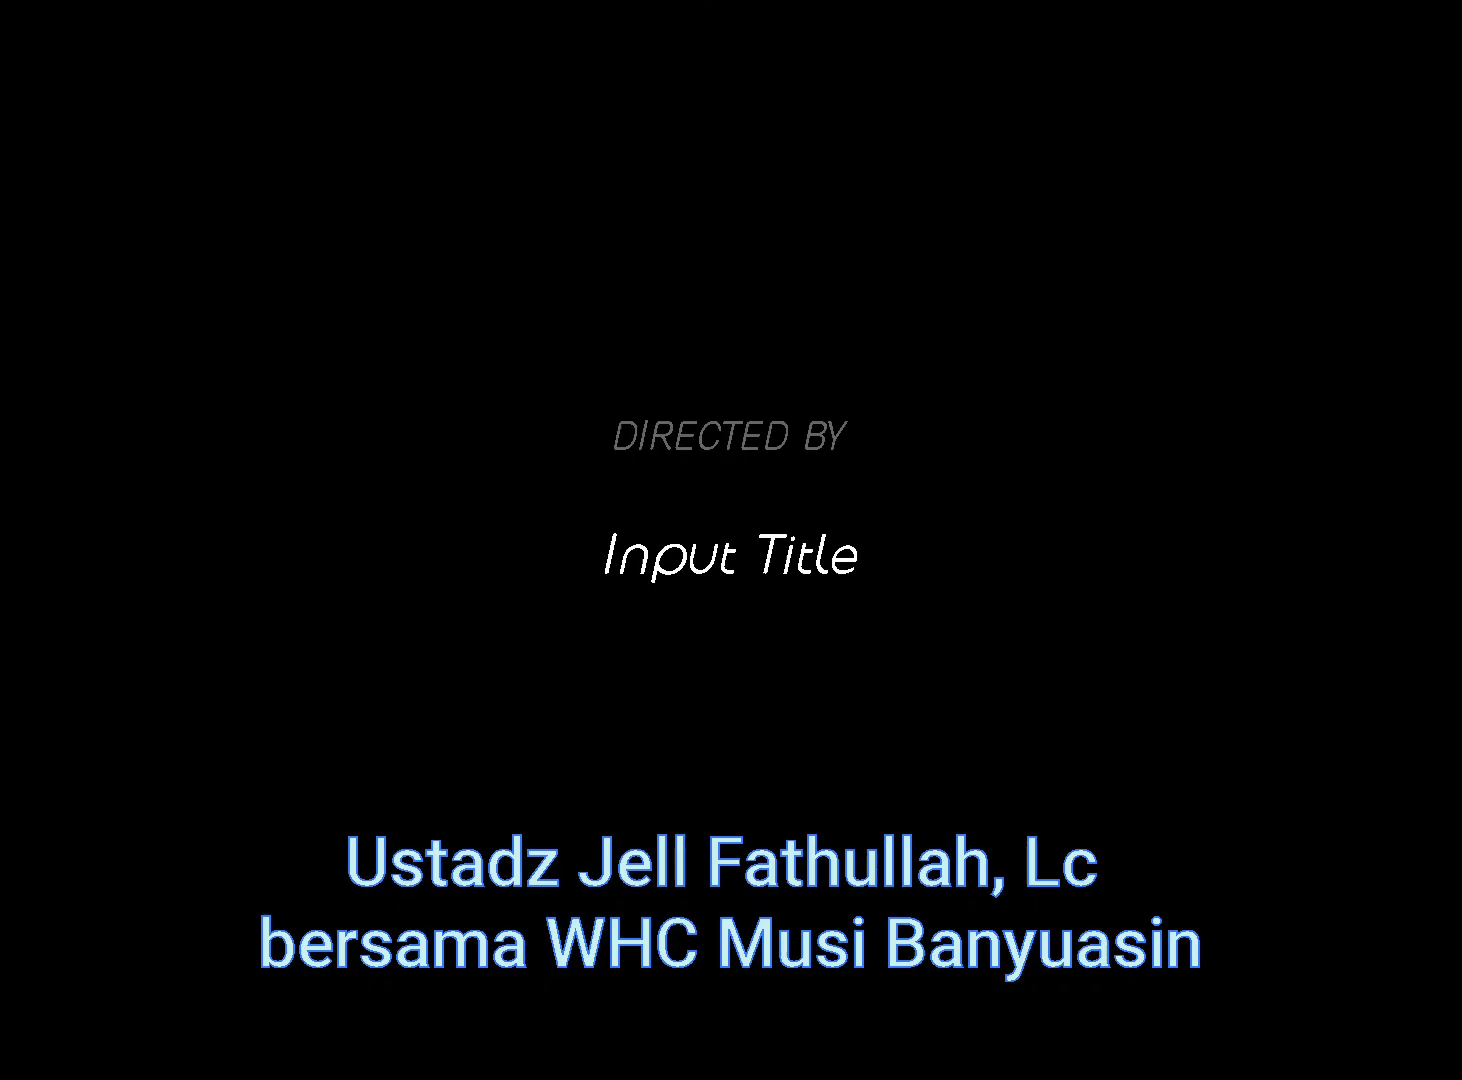 DIRECTED BY
Input Title
Ustadz Jell Fathullah, Lc
bersama WHC Musi Banyuasin